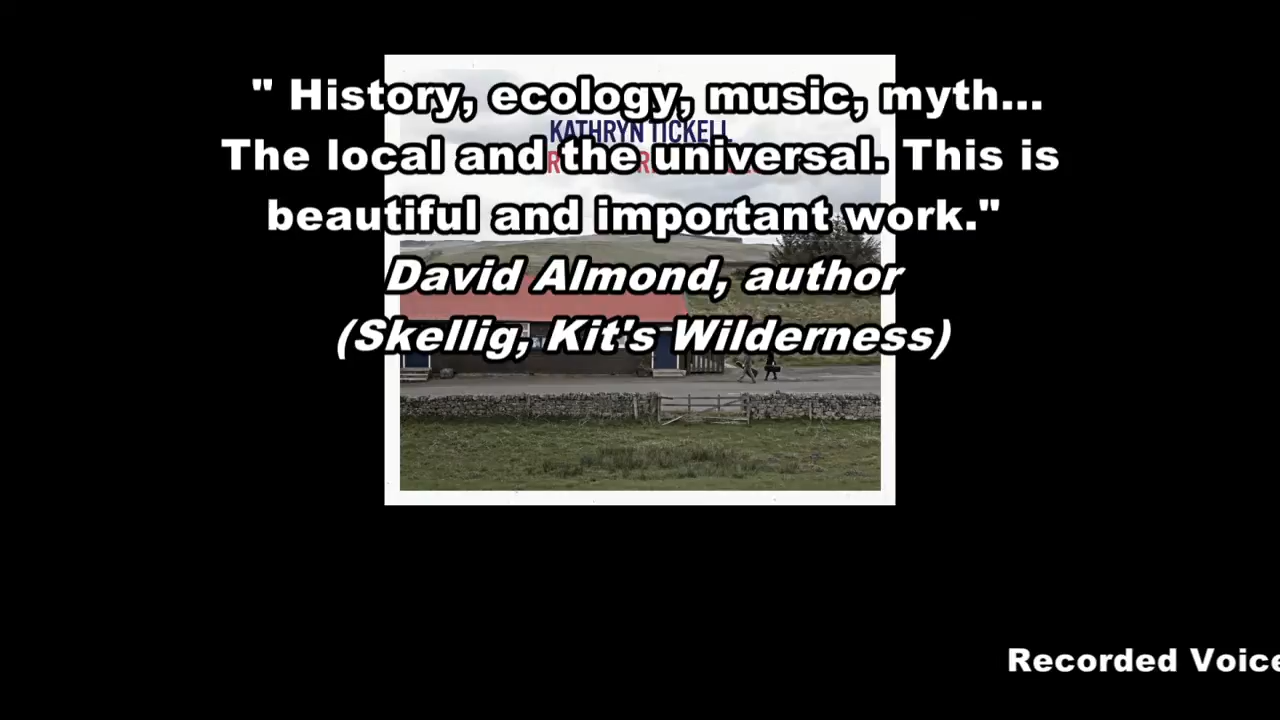 " History, ecology, music, myth...
KATHRYN TICKELL
The local and the universal. This is
beautiful and important work."
David Almond, author
(Skellig, Kit's Wilderness)
Recorded Voice